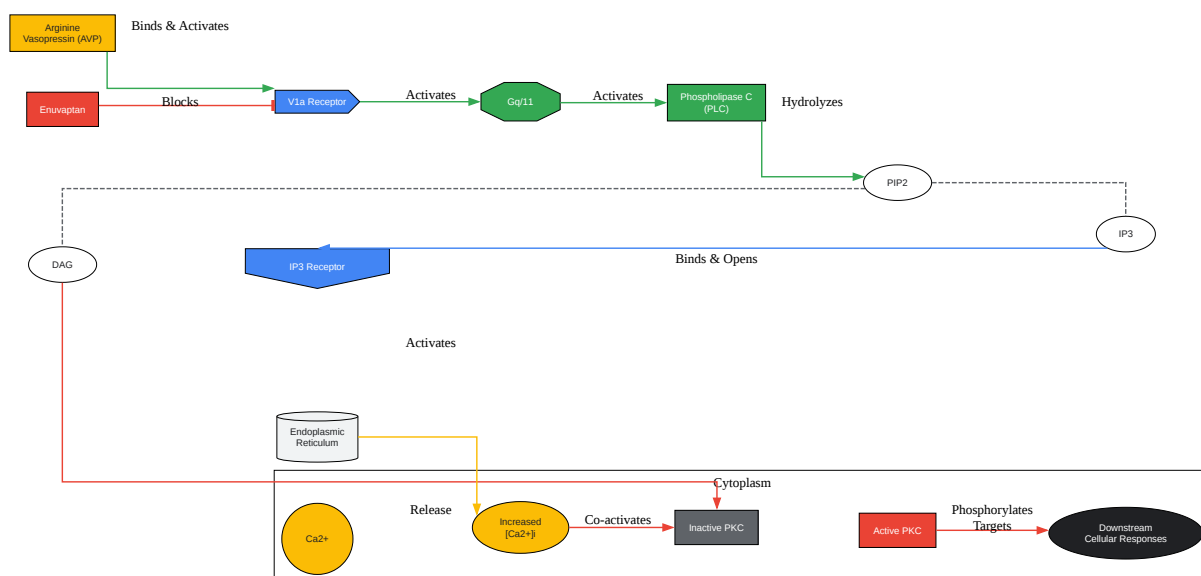 Arginine
Vasopressin (AVP)
Binds & Activates
Enuvaptan
Blocks
V1a Receptor
Activates
Gq/11
Activates
Phospholipase C
(PLC)
Hydrolyzes
PIP2
IP3
DAG
IP3 Receptor
Binds & Opens
Activates
Endoplasmic
Reticulum
Cytoplasm
Ca2+
Release
Increased
[Ca2+]i
Co-activates
Inactive PKC
Active PKC
Phosphorylates
Targets
Downstream
Cellular Responses